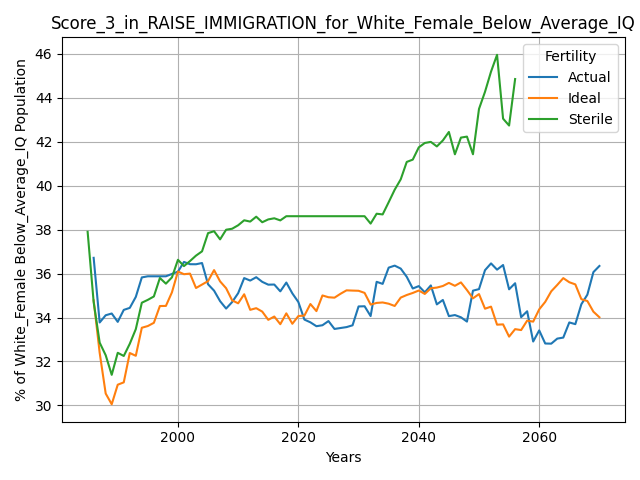 Score_3_in_RAISE_IMMIGRATION_for_White_Female_Below_Average_IQ
% of White_Female Below_Average_IQ Population
46
44
42
40
38
36
34
32
30
Fertility
Actual
Ideal
Sterile
2000
2020
2040
2060
Years